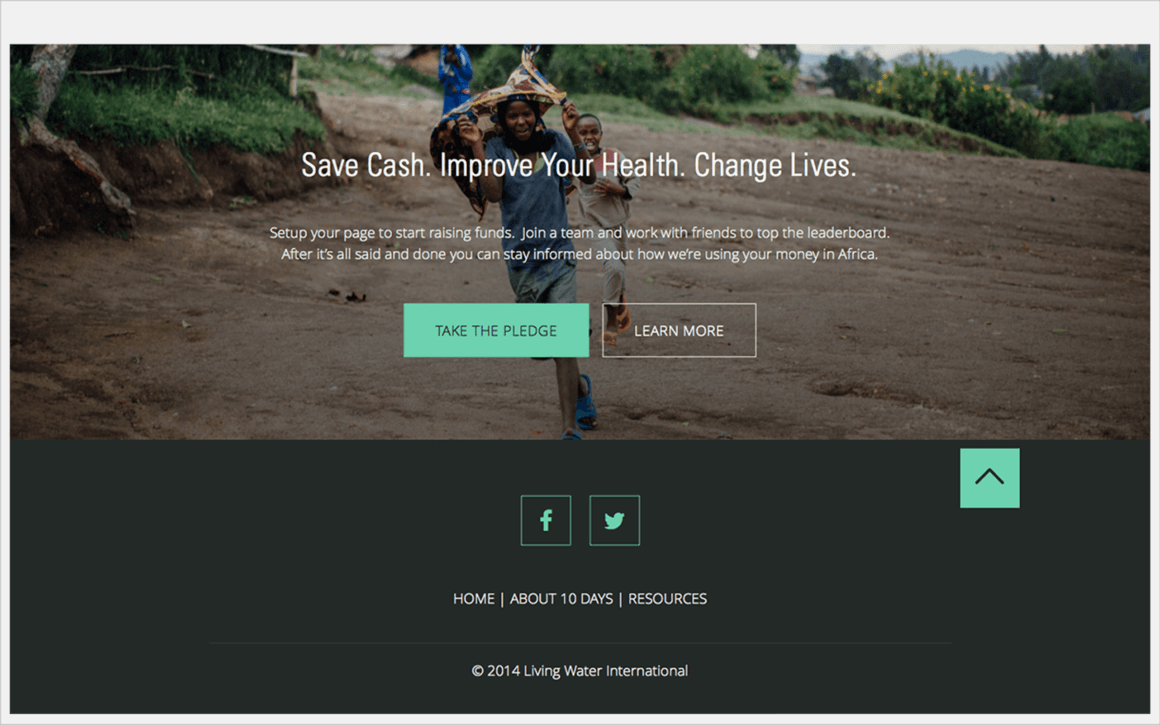 Save Cash. Improve Your Health. Change Lives.
Setup your page to start raising funds.  Join a team and work with friends to top the leaderboard.
After it's all said and done you can stay informed about how we're using your money in Africa.
TAKE THE PLEDGE
LEARN MORE
HOME | ABOUT 10 DAYS | RESOURCES
© 2014 Living Water International